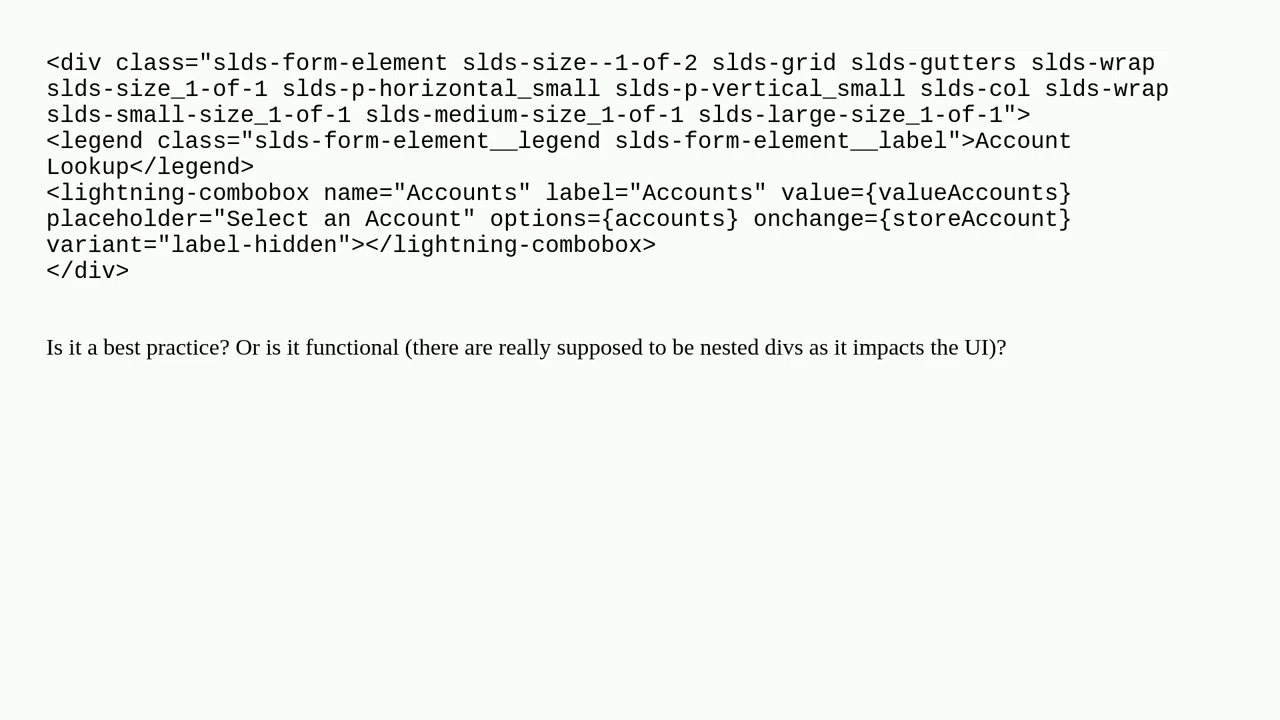 <div class="slds-form-element slds-size--1-of-2 slds-grid slds-gutters slds-wrap
slds-size_1-of-1 slds-p-horizontal_small slds-p-vertical_small slds-col slds-wrap
slds-small-size_1-of-1 slds-medium-size_1-of-1 slds-large-size_1-of-1">
<legend class="slds-form-element__legend slds-form-element__label">Account
Lookup</legend>
<lightning-combobox name="Accounts" label="Accounts" value={valueAccounts}
placeholder="Select an Account" options={accounts} onchange={storeAccount}
variant="label-hidden"></lightning-combobox>
</div>
Is it a best practice? Or is it functional (there are really supposed to be nested divs as it impacts the UI)?